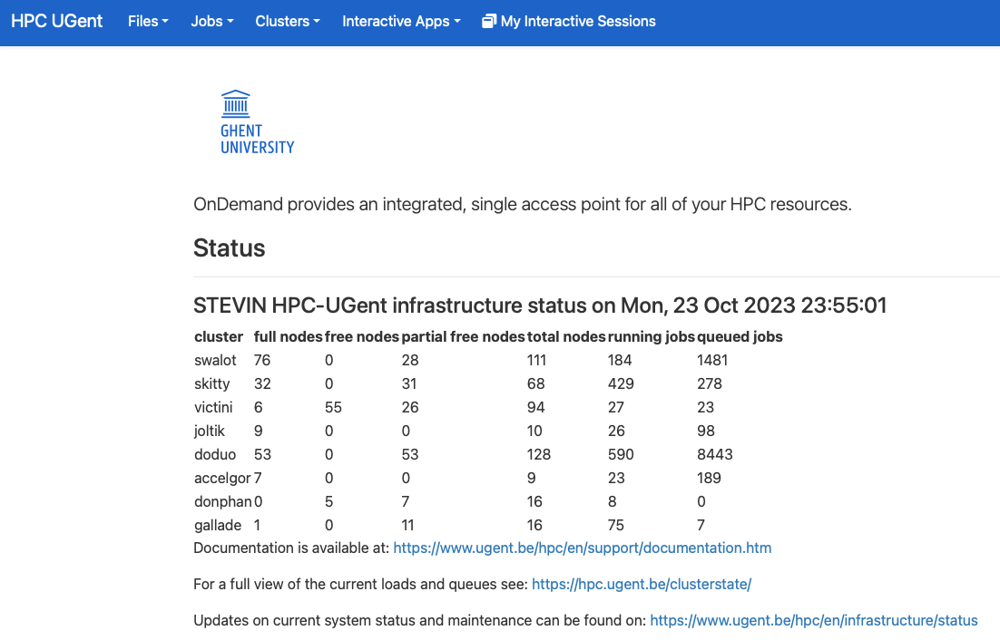 HPC UGent Files Jobs Clusters Interactive Apps My Interactive Sessions
GHENT
UNIVERSITY
OnDemand provides an integrated, single access point for all of your HPC resources.
Status
STEVIN HPC-UGent infrastructure status on Mon, 23 Oct 2023 23:55:01
cluster full nodes free nodes partial free nodes total nodes running jobs queued jobs
swalot 76 0 28 111 184 1481
skitty 32 0 31 68 429 278
victini 6 55 26 94 27 23
joltik 9 0 0 10 26 98
doduo 53 0 53 128 590 8443
accelgor 7 0 0 9 23 189
donphan 0 5 7 16 8 0
gallade 1 0 11 16 75 7
Documentation is available at: https://www.ugent.be/hpc/en/support/documentation.htm
For a full view of the current loads and queues see: https://hpc.ugent.be/clusterstate/
Updates on current system status and maintenance can be found on: https://www.ugent.be/hpc/en/infrastructure/status